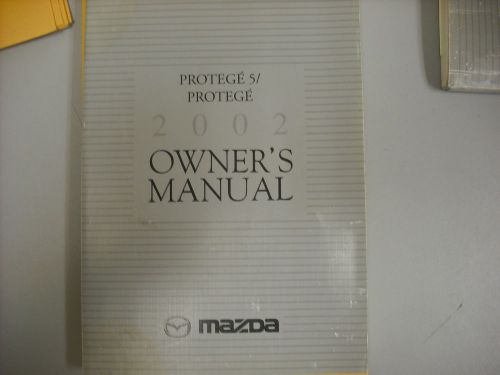 PROTEGÉ 5/
PROTEGÉ
2002
OWNER'S
MANUAL
mazda